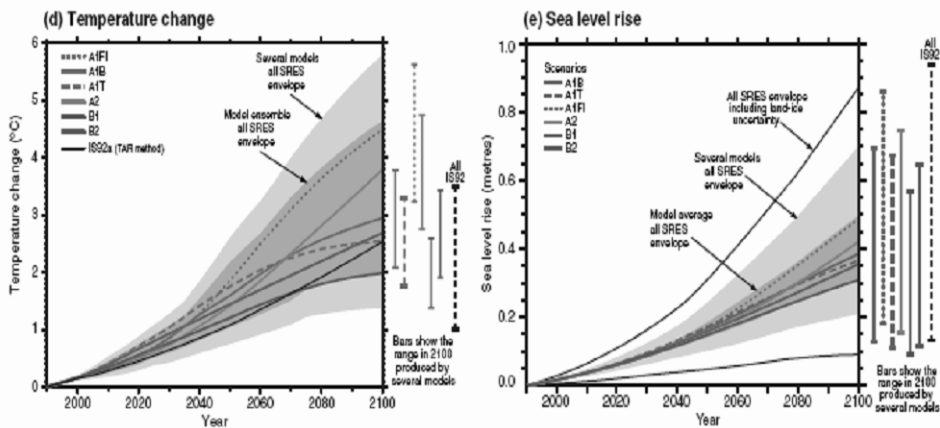 (d) Temperature change
Temperature change (°C)
6
5
4
3
2
1
0
A1FI
A1B
A1T
A2
B1
B2
IS92a (TAR method)
Several models
all SRES
envelope
Model ensemble
all SRES
envelope
All
IS92
Bars show the
range in 2100
produced by
several models
2000
2020
2040
2060
2080
2100
Year
(e) Sea level rise
Sea level rise (metres)
1.0
0.8
0.6
0.4
0.2
0.0
Scenarios
A1B
A1T
A1FI
A2
B1
B2
All SRES envelope
including land-ice
uncertainty
Several models
all SRES
envelope
Model average
all SRES
envelope
All
IS92
Bars show the
range in 2100
produced by
several models
2000
2020
2040
2060
2080
2100
Year